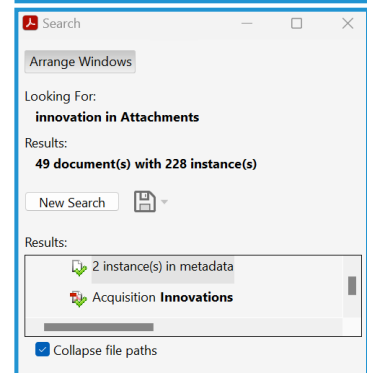 Search
Arrange Windows
Looking For:
innovation in Attachments
Results:
49 document(s) with 228 instance(s)
New Search
Results:
2 instance(s) in metadata
Acquisition Innovations
Collapse file paths